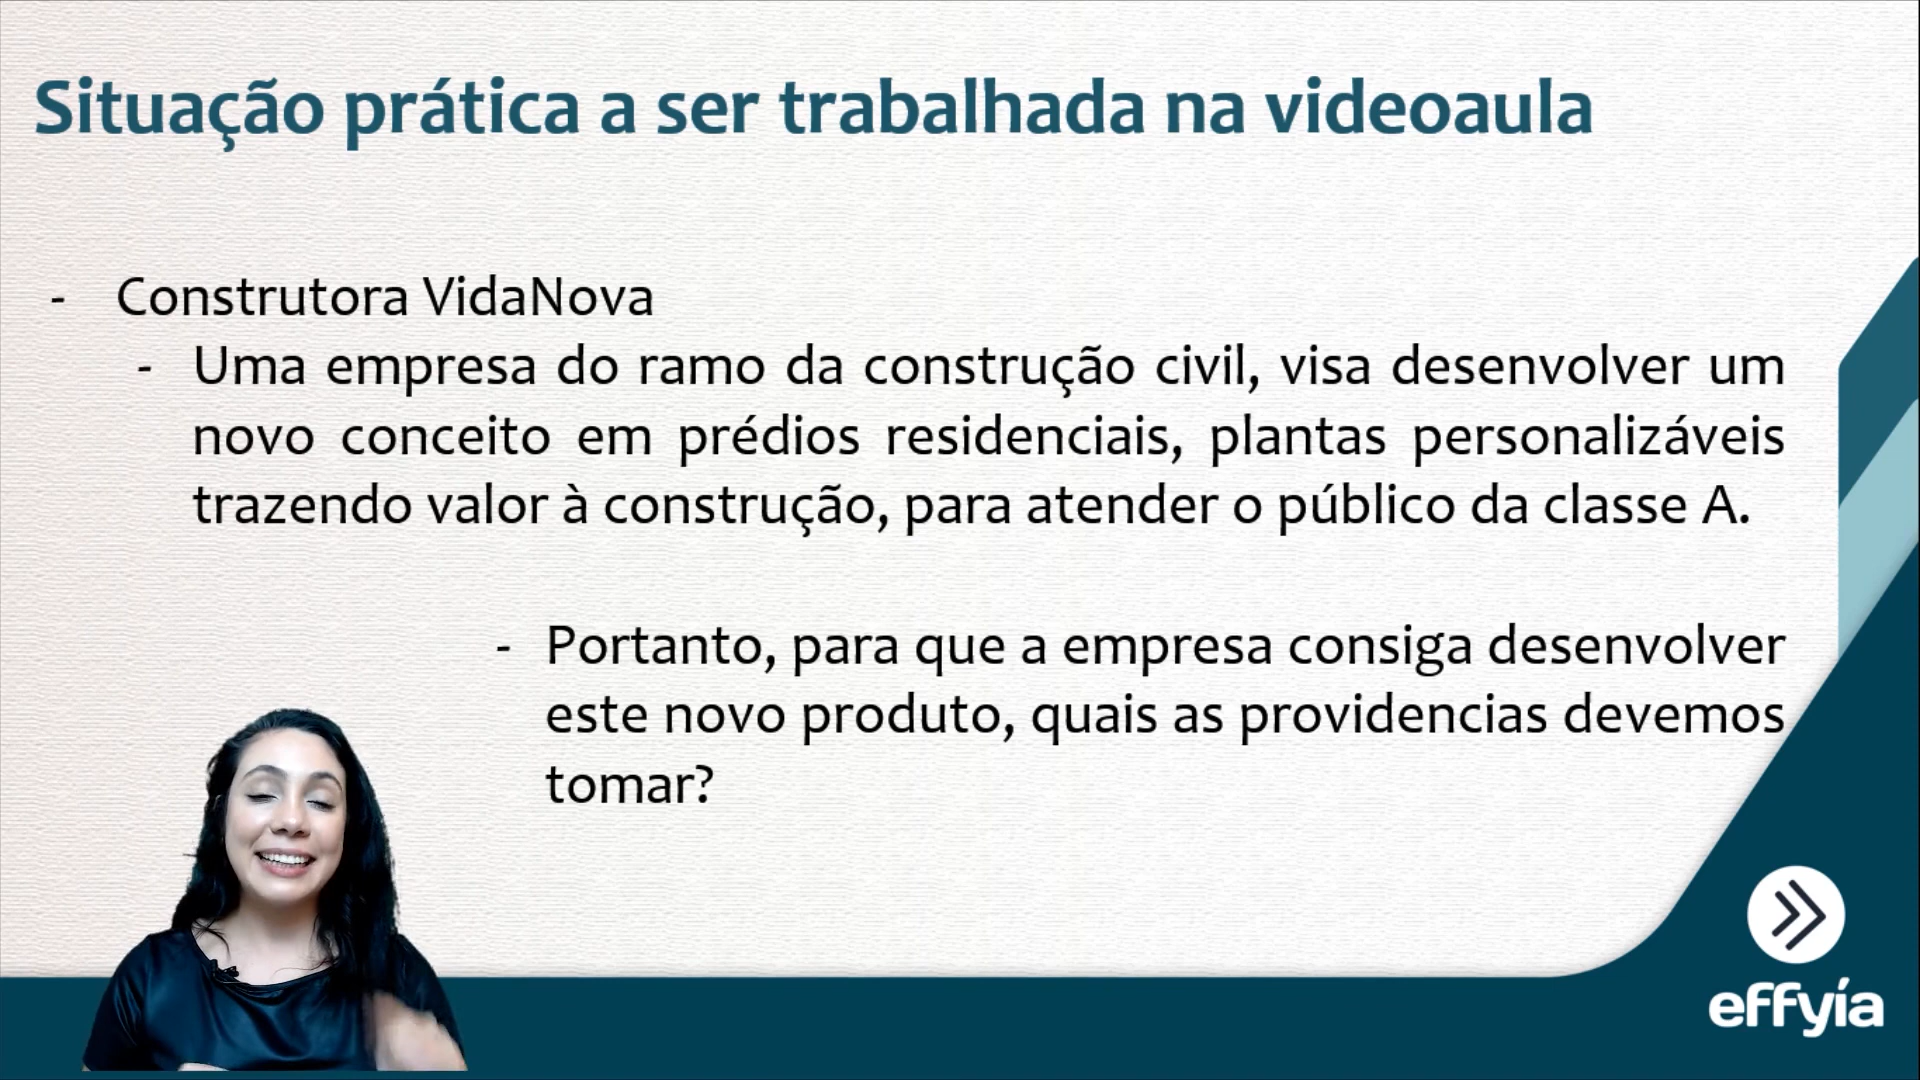 Situação prática a ser trabalhada na videoaula
- Construtora VidaNova
- Uma empresa do ramo da construção civil, visa desenvolver um
novo conceito em prédios residenciais, plantas personalizáveis
trazendo valor à construção, para atender o público da classe A.
- Portanto, para que a empresa consiga desenvolver
este novo produto, quais as providencias devemos
tomar?
effyía